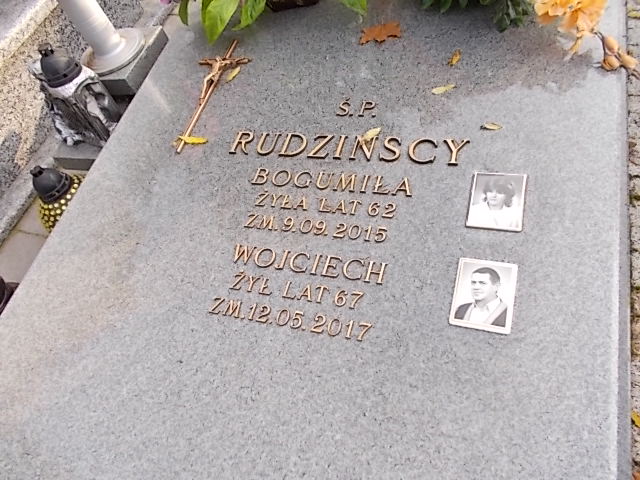 Ś.P.
RUDZIŃSCY
BOGUMIŁA
ŻYŁA LAT 62
ZM. 9.09.2015
WOJCIECH
ŻYŁ LAT 67
ZM. 12.05.2017